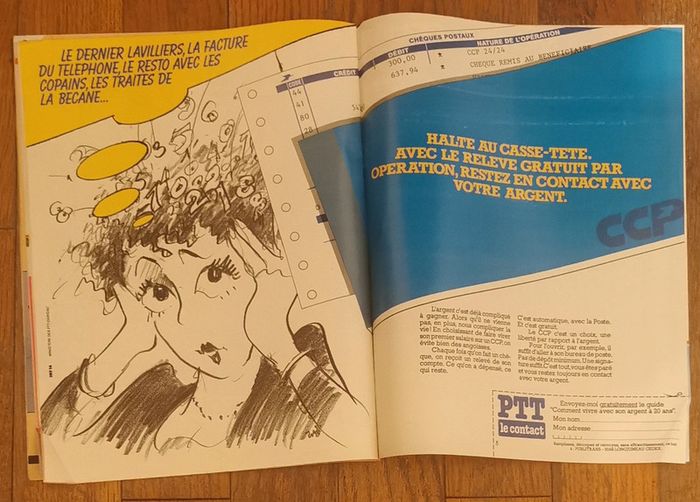 LE DERNIER LAVILLIERS, LA FACTURE
DU TELEPHONE, LE RESTO AVEC LES
COPAINS, LES TRAITES DE
LA BECANE...
CHÈQUES POSTAUX
DÉBIT
NATURE DE L'OPÉRATION
300,00
CCP 24/24
637,94
CHEQUE REMIS AU BENEFICIAIRE
CODE
CRÉDIT
44
41
80
28
HALTE AU CASSE-TETE.
AVEC LE RELEVE GRATUIT PAR
OPERATION, RESTEZ EN CONTACT AVEC
VOTRE ARGENT.
CCP
L'argent c'est déjà compliqué
à gagner. Alors qu'il ne vienne
pas, en plus, nous compliquer la
vie! En choisissant de faire virer
son premier salaire sur un CCP, on
évite bien des angoisses.
Chaque fois qu'on fait un chèque,
on reçoit un relevé de son
compte. Ce qu'on a dépensé, ce
qui reste.
C'est automatique, avec la Poste.
Et c'est gratuit.
Le CCP c'est un choix, une
liberté par rapport à l'argent.
Pour l'ouvrir, par exemple, il
suffit d'aller à son bureau de poste.
Pas de dépôt minimum. Une signature
suffit. C'est tout, vous êtes paré
et vous restez toujours en contact
avec votre argent.
PTT
le contact
Envoyez-moi gratuitement le guide
"Comment vivre avec son argent à 20 ans".
Mon nom
Mon adresse